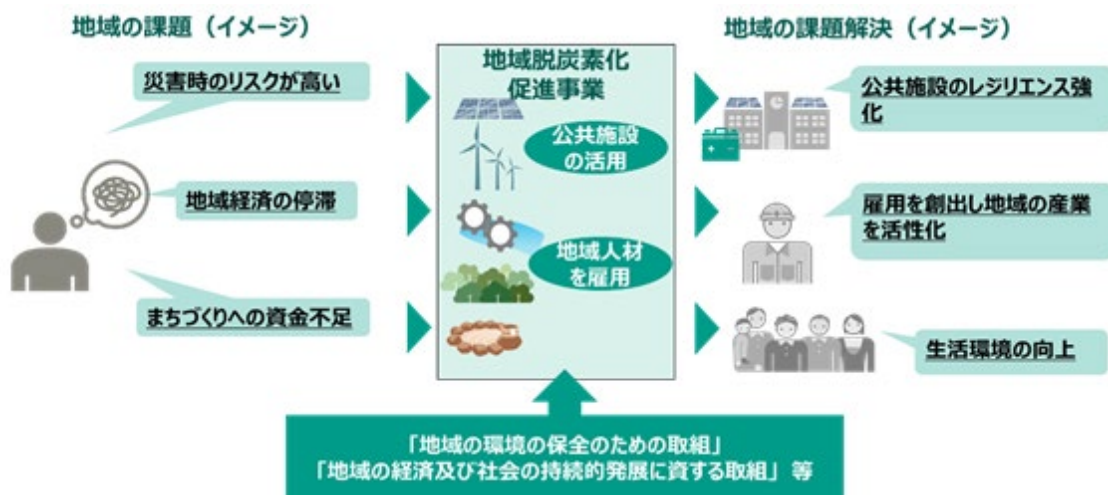 地域の課題（イメージ）
災害時のリスクが高い
地域経済の停滞
まちづくりへの資金不足
地域脱炭素化
促進事業
公共施設
の活用
地域人材
を雇用
地域の課題解決（イメージ）
公共施設のレジリエンス強
化
雇用を創出し地域の産業
を活性化
生活環境の向上
「地域の環境の保全のための取組」
「地域の経済及び社会の持続的発展に資する取組」等